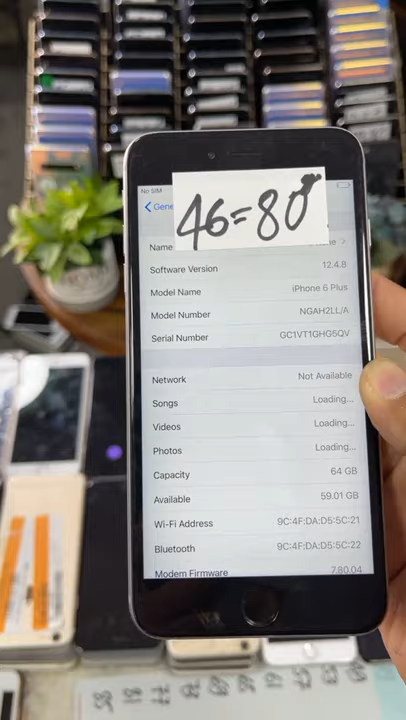 No SIM
Gene
46=80
Name
Software Version 12.4.8
Model Name iPhone 6 Plus
Model Number NGAH2LL/A
Serial Number GC1VT1GHG5QV
Network Not Available
Songs Loading...
Videos Loading...
Photos Loading...
Capacity 64 GB
Available 59.01 GB
Wi-Fi Address 9C:4F:DA:D5:5C:21
Bluetooth 9C:4F:DA:D5:5C:22
Modem Firmware 7.80.04